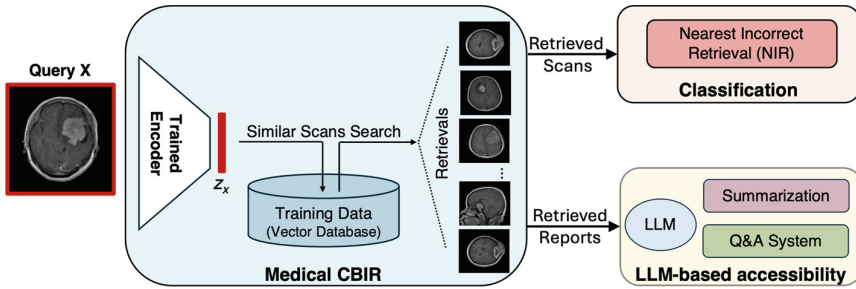 Query X
Trained
Encoder
zx
Similar Scans Search
Training Data
(Vector Database)
Medical CBIR
Retrievals
...
Retrieved
Scans
Nearest Incorrect
Retrieval (NIR)
Classification
Retrieved
Reports
LLM
Summarization
Q&A System
LLM-based accessibility